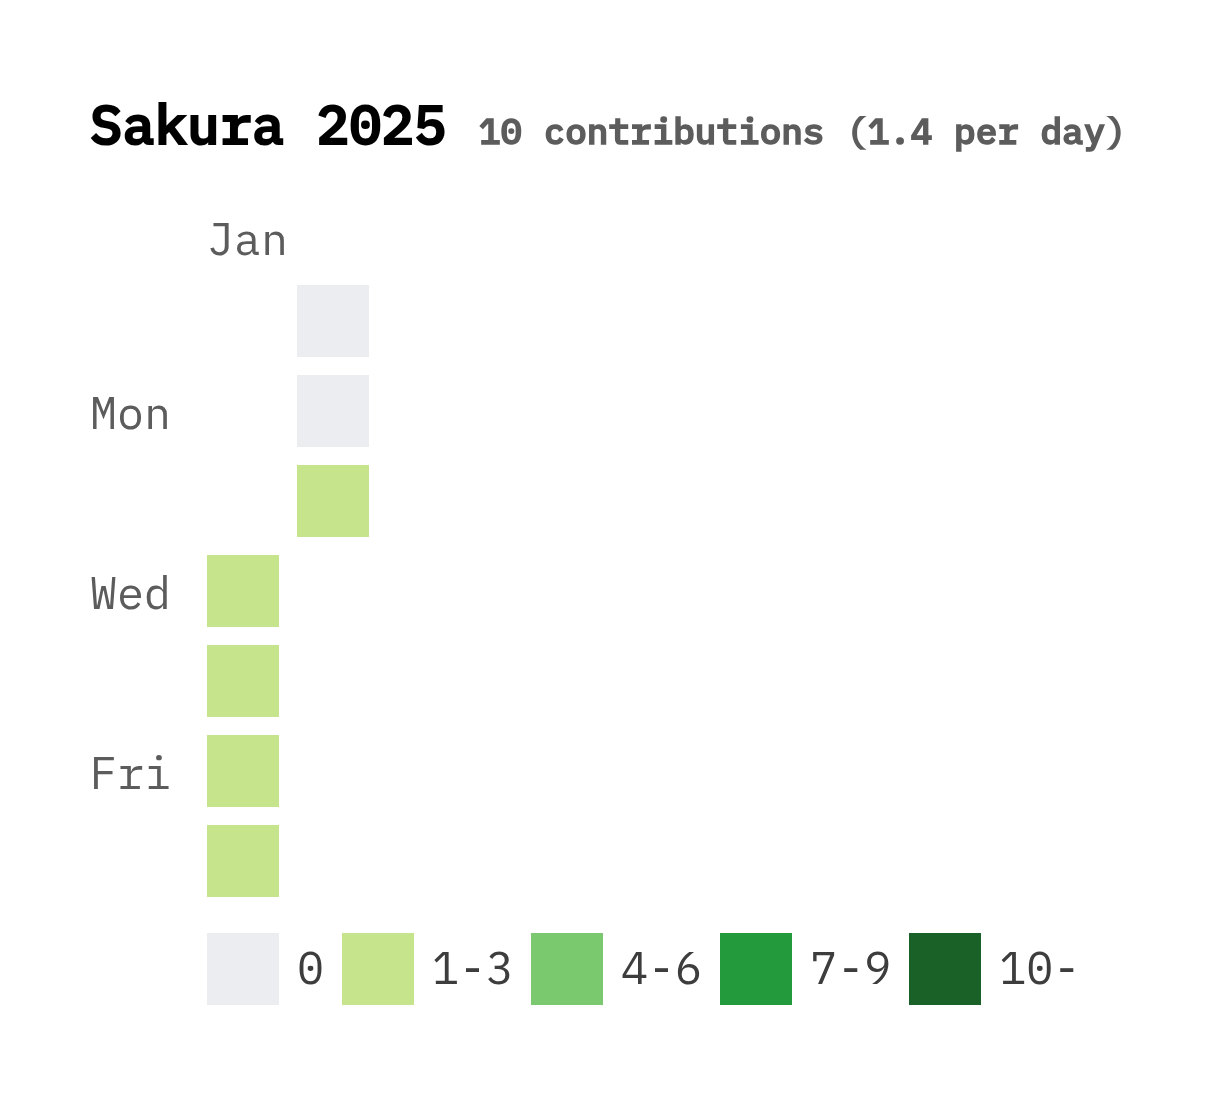 Sakura 2025 10 contributions (1.4 per day)
Jan
Mon
Wed
Fri
0 1-3 4-6 7-9 10-